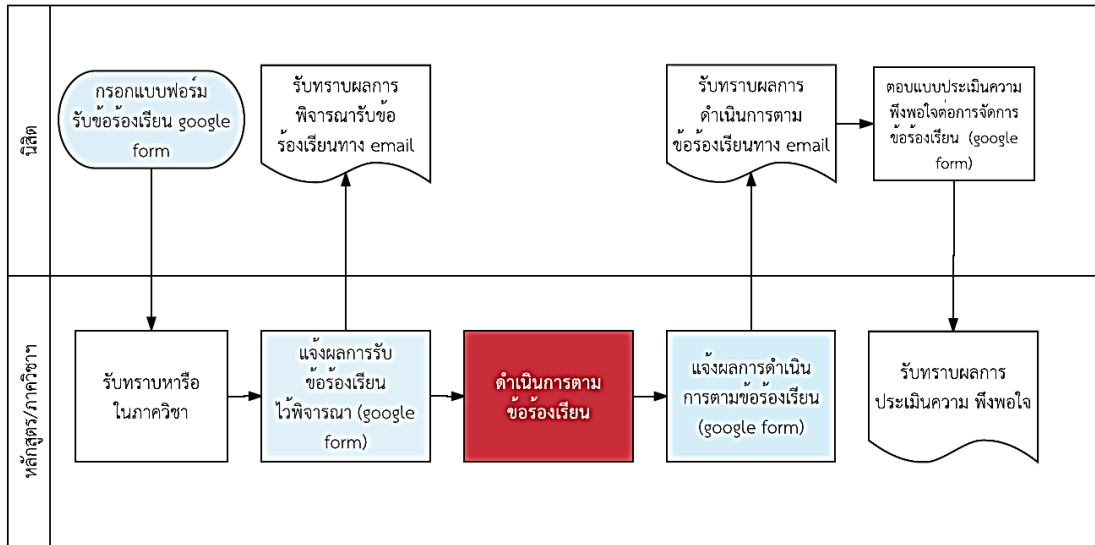 นิสิต
กรอกแบบฟอร์ม
รับข้อร้องเรียน google
form
รับทราบผลการ
พิจารณารับข้อ
ร้องเรียนทาง email
รับทราบผลการ
ดำเนินการตาม
ข้อร้องเรียนทาง email
ตอบแบบประเมินความ
พึงพอใจต่อการจัดการ
ข้อร้องเรียน (google
form)
หลักสูตร/ภาควิชาฯ
รับทราบหารือ
ในภาควิชา
แจ้งผลการรับ
ข้อร้องเรียน
ไว้พิจารณา (google
form)
ดำเนินการตาม
ข้อร้องเรียน
แจ้งผลการดำเนิน
การตามข้อร้องเรียน
(google form)
รับทราบผลการ
ประเมินความ พึงพอใจ